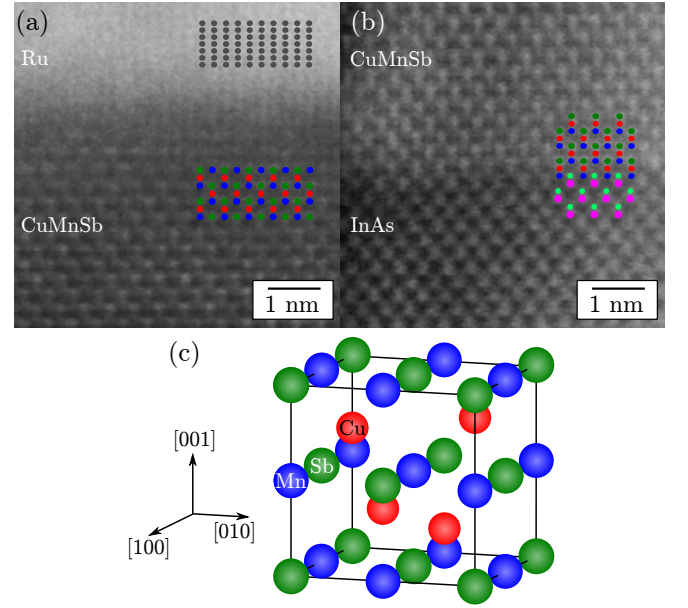 (a)
Ru
CuMnSb
1 nm
(b)
CuMnSb
InAs
1 nm
(c)
Cu
Sb
Mn
[001]
[010]
[100]